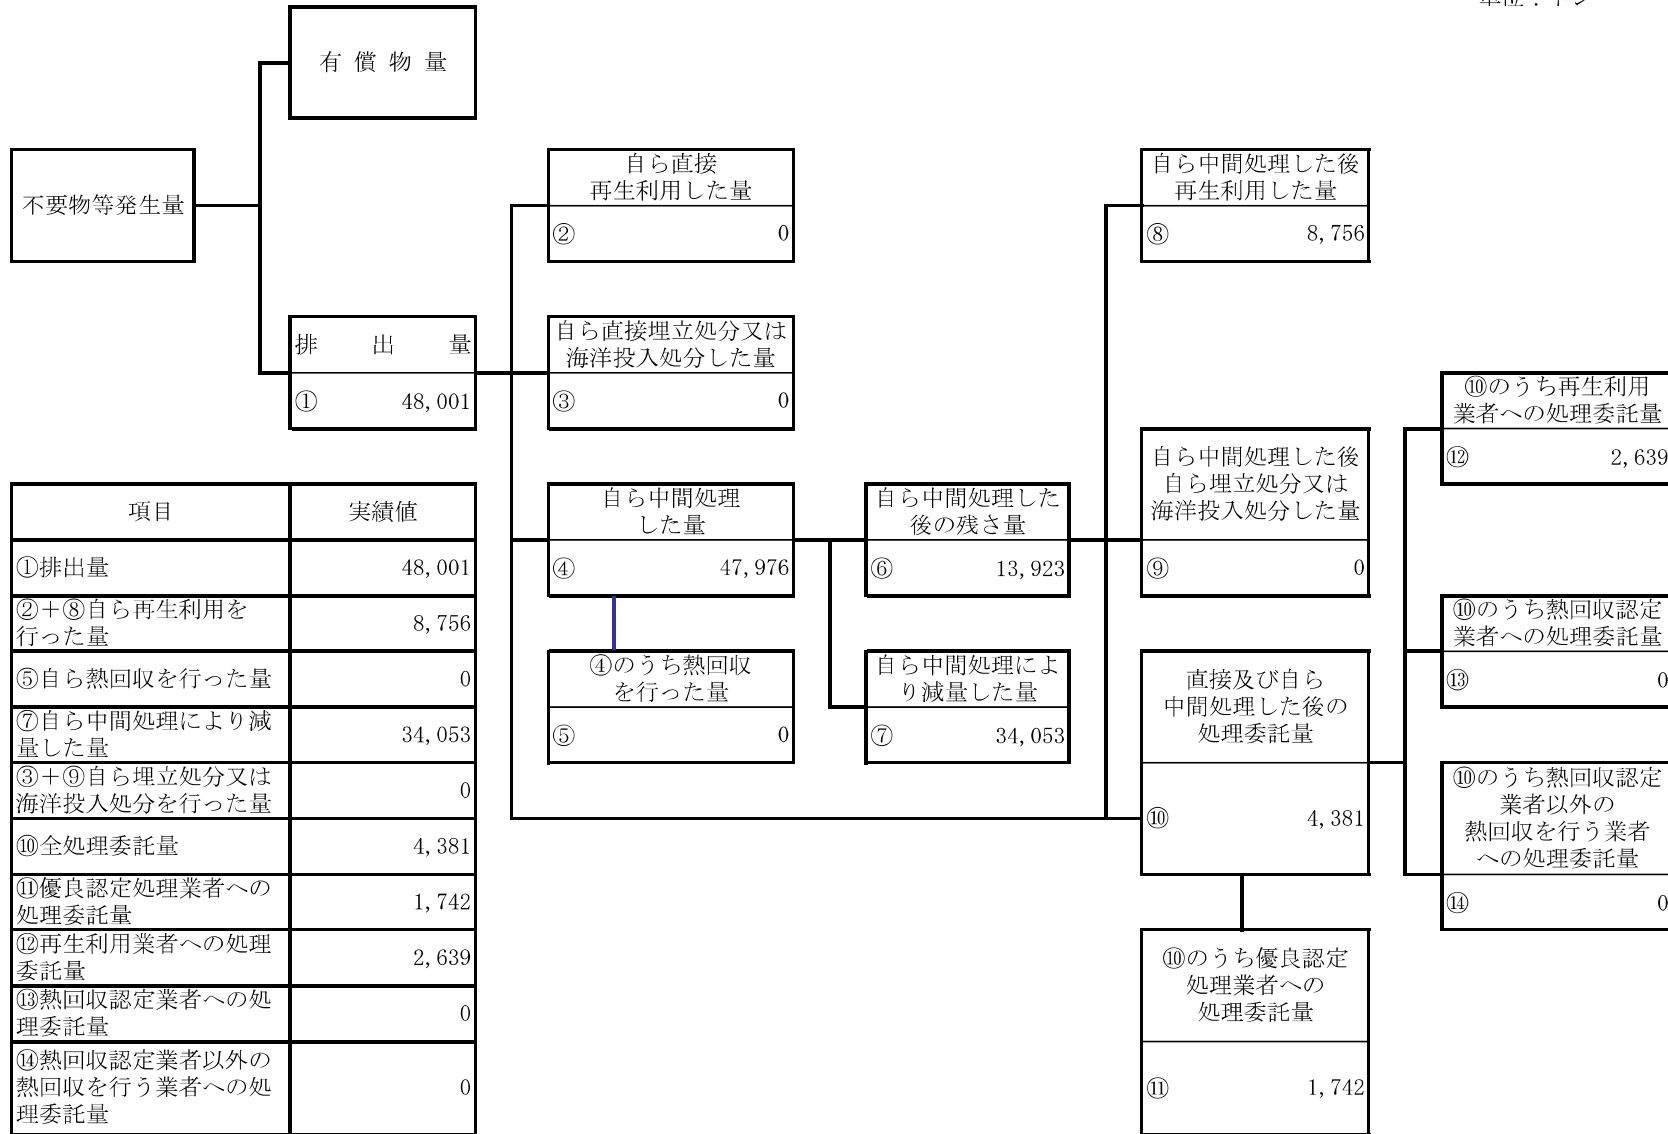 単位：トン
有 償 物 量
不要物等発生量
自ら直接
再生利用した量
② 0
自ら中間処理した後
再生利用した量
⑧ 8,756
排 出 量
① 48,001
自ら直接埋立処分又は
海洋投入処分した量
③ 0
⑩のうち再生利用
業者への処理委託量
⑫ 2,639
自ら中間処理した後
自ら埋立処分又は
海洋投入処分した量
⑨ 0
自ら中間処理
した量
④ 47,976
自ら中間処理した
後の残さ量
⑥ 13,923
④のうち熱回収
を行った量
⑤ 0
自ら中間処理によ
り減量した量
⑦ 34,053
直接及び自ら
中間処理した後の
処理委託量
⑩ 4,381
⑩のうち熱回収認定
業者への処理委託量
⑬ 0
⑩のうち熱回収認定
業者以外の
熱回収を行う業者
への処理委託量
⑭ 0
⑩のうち優良認定
処理業者への
処理委託量
⑪ 1,742
項目 実績値
①排出量 48,001
②＋⑧自ら再生利用を
行った量 8,756
⑤自ら熱回収を行った量 0
⑦自ら中間処理により減
量した量 34,053
③＋⑨自ら埋立処分又は
海洋投入処分を行った量 0
⑩全処理委託量 4,381
⑪優良認定処理業者への
処理委託量 1,742
⑫再生利用業者への処理
委託量 2,639
⑬熱回収認定業者への処
理委託量 0
⑭熱回収認定業者以外の
熱回収を行う業者への処
理委託量 0